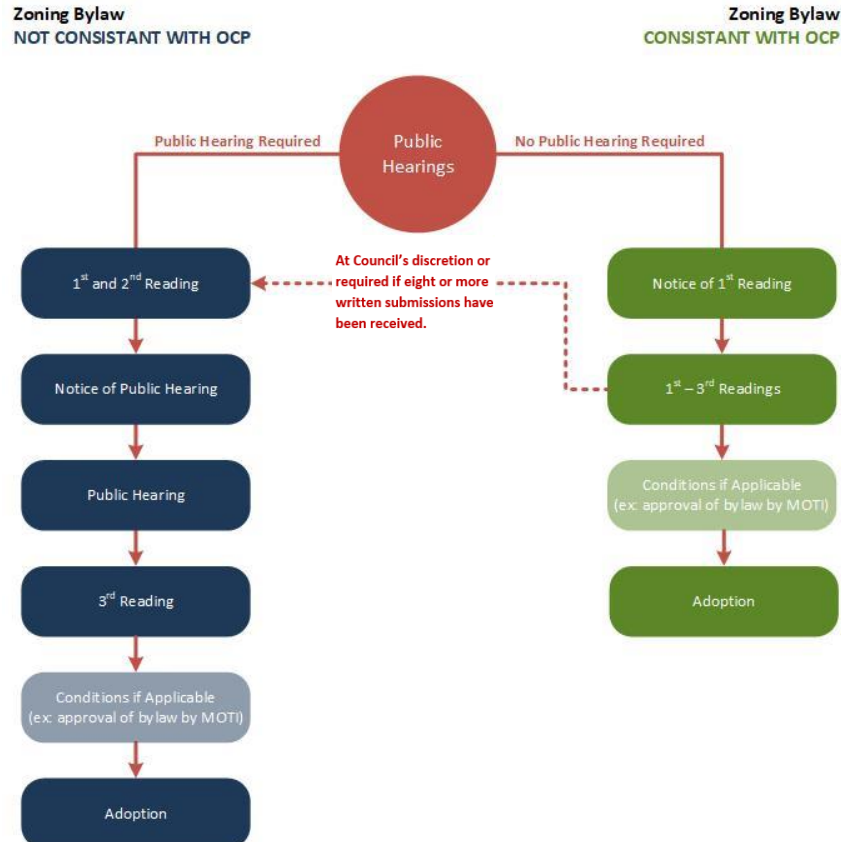 Zoning Bylaw
NOT CONSISTANT WITH OCP
Zoning Bylaw
CONSISTANT WITH OCP
Public Hearing Required
Public
Hearings
No Public Hearing Required
1st and 2nd Reading
Notice of Public Hearing
Public Hearing
3rd Reading
Conditions if Applicable
(ex: approval of bylaw by MOTI)
Adoption
At Council’s discretion or
required if eight or more
written submissions have
been received.
Notice of 1st Reading
1st – 3rd Readings
Conditions if Applicable
(ex: approval of bylaw by MOTI)
Adoption